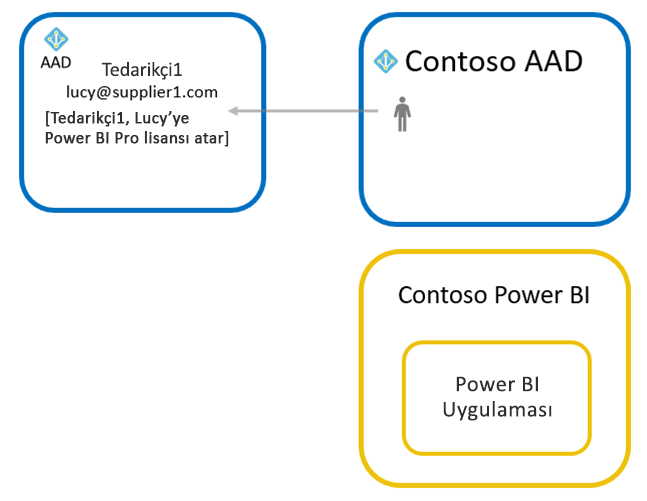 AAD
Tedarikçi1
lucy@supplier1.com
[Tedarikçi1, Lucy’ye
Power BI Pro lisansı atar]
Contoso AAD
Contoso Power BI
Power BI
Uygulaması